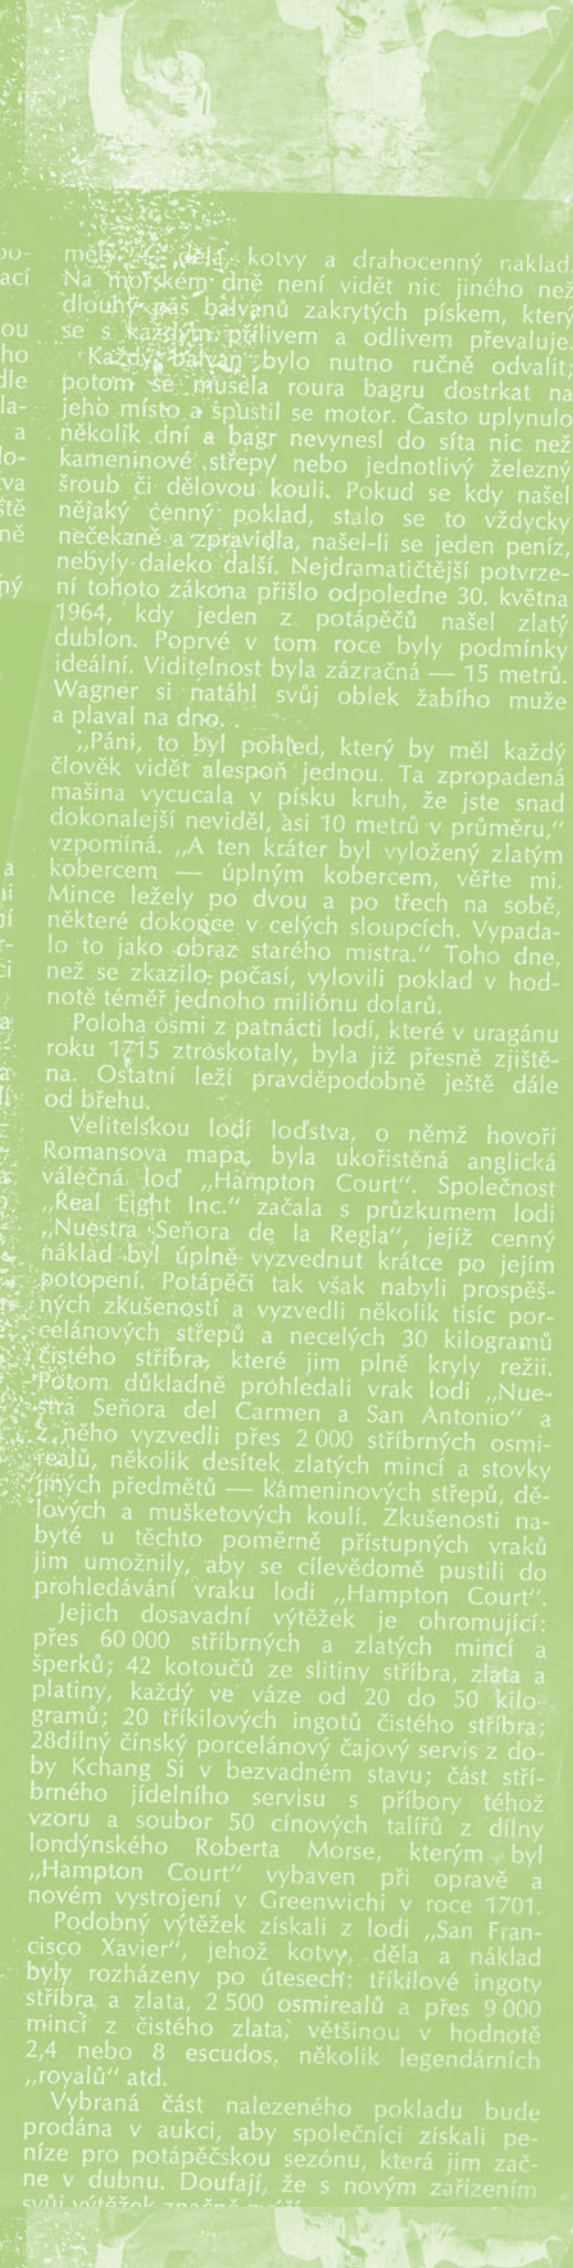 měly děla, kotvy a drahocenný náklad.
Na mořském dně není vidět nic jiného než
dlouhý pás balvanů zakrytých pískem, který
se s každým přílivem a odlivem převaluje.
Každý balvan bylo nutno ručně odvalit;
potom se musela roura bagru dostrkat na
jeho místo a spustil se motor. Často uplynulo
několik dní a bagr nevynesl do síta nic než
kameninové střepy nebo jednotlivý železný
šroub či dělovou kouli. Pokud se kdy našel
nějaký cenný poklad, stalo se to vždycky
nečekaně a zpravidla, našel-li se jeden peníz,
nebyly daleko další. Nejdramatičtější potvrze-
ní tohoto zákona přišlo odpoledne 30. května
1964, kdy jeden z potápěčů našel zlatý
dublon. Poprvé v tom roce byly podmínky
ideální. Viditelnost byla zázračná — 15 metrů.
Wagner si natáhl svůj oblek žabího muže
a plaval na dno.
„Páni, to byl pohled, který by měl každý
člověk vidět alespoň jednou. Ta zpropadená
mašina vycucala v písku kruh, že jste snad
dokonalejší neviděl, asi 10 metrů v průměru,“
vzpomíná. „A ten kráter byl vyložený zlatým
kobercem — úplným kobercem, věřte mi.
Mince ležely po dvou a po třech na sobě,
některé dokonce v celých sloupcích. Vypada-
lo to jako obraz starého mistra.“ Toho dne,
než se zkazilo počasí, vylovili poklad v hod-
notě téměř jednoho miliónu dolarů.
Poloha osmi z patnácti lodí, které v uragánu
roku 1715 ztroskotaly, byla již přesně zjiště-
na. Ostatní leží pravděpodobně ještě dále
od břehu.
Velitelskou lodí loďstva, o němž hovoří
Romansova mapa, byla ukořistěná anglická
válečná loď „Hampton Court“. Společnost
„Real Eight Inc.“ začala s průzkumem lodi
„Nuestra Señora de la Regla“, jejíž cenný
náklad byl úplně vyzvednut krátce po jejím
potopení. Potápěči tak však nabyli prospěš-
ných zkušeností a vyzvedli několik tisíc por-
celánových střepů a necelých 30 kilogramů
čistého stříbra, které jim plně kryly režii.
Potom důkladně prohledali vrak lodi „Nue-
stra Señora del Carmen a San Antonio“ a
z něho vyzvedli přes 2 000 stříbrných osmi-
realů, několik desítek zlatých mincí a stovky
jiných předmětů — kameninových střepů, dě-
lových a mušketových koulí. Zkušenosti na-
byté u těchto poměrně přístupných vraků
jim umožnily, aby se cílevědomě pustili do
prohledávání vraku lodi „Hampton Court“.
Jejich dosavadní výtěžek je ohromující:
přes 60 000 stříbrných a zlatých mincí a
šperků; 42 kotoučů ze slitiny stříbra, zlata a
platiny, každý ve váze od 20 do 50 kilo-
gramů; 20 tříkilových ingotů čistého stříbra;
28dílný čínský porcelánový čajový servis z do-
by Kchang Si v bezvadném stavu; část stří-
brného jídelního servisu s příbory téhož
vzoru a soubor 50 cínových talířů z dílny
londýnského Roberta Morse, kterým byl
„Hampton Court“ vybaven při opravě a
novém vystrojení v Greenwichi v roce 1701.
Podobný výtěžek získali z lodi „San Fran-
cisco Xavier“, jehož kotvy, děla a náklad
byly rozházeny po útesech: tříkilové ingoty
stříbra a zlata, 2 500 osmirealů a přes 9 000
mincí z čistého zlata, většinou v hodnotě
2,4 nebo 8 escudos, několik legendárních
„royalů“ atd.
Vybraná část nalezeného pokladu bude
prodána v aukci, aby společníci získali pe-
níze pro potápěčskou sezónu, která jim zač-
ne v dubnu. Doufají, že s novým zařízením
svůj výtěžek značně zvýší.